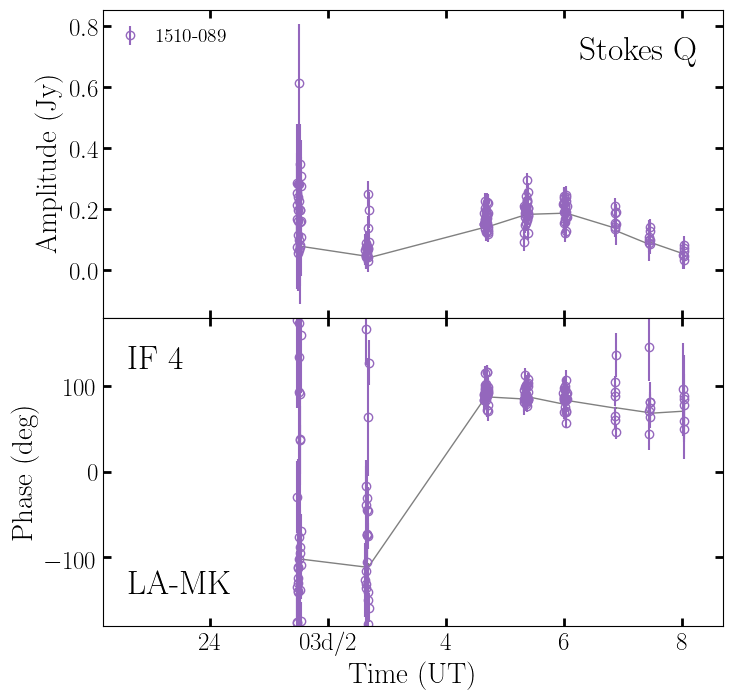 0.8
1510-089
Stokes Q
0.6
0.4
Amplitude (Jy)
0.2
0.0
IF 4
100
Phase (deg)
0
−100
LA-MK
24 03d/2 4 6 8
Time (UT)